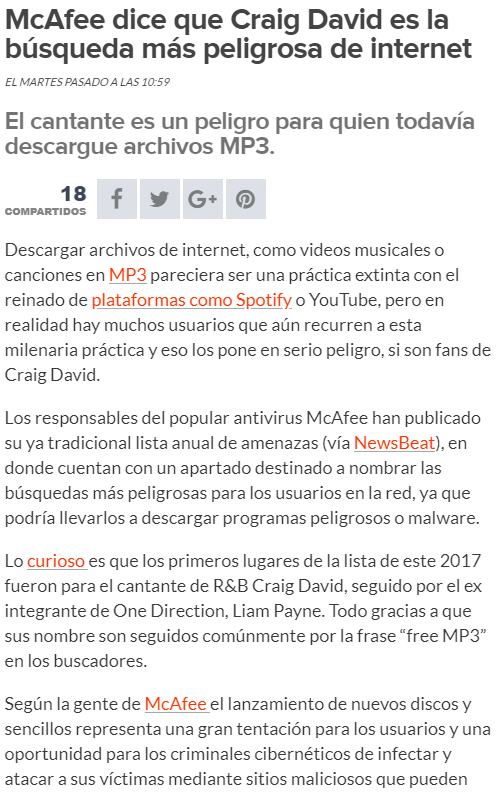 McAfee dice que Craig David es la
búsqueda más peligrosa de internet
EL MARTES PASADO A LAS 10:59
El cantante es un peligro para quien todavía
descargue archivos MP3.
18
COMPARTIDOS
Descargar archivos de internet, como videos musicales o
canciones en MP3 pareciera ser una práctica extinta con el
reinado de plataformas como Spotify o YouTube, pero en
realidad hay muchos usuarios que aún recurren a esta
milenaria práctica y eso los pone en serio peligro, si son fans de
Craig David.
Los responsables del popular antivirus McAfee han publicado
su ya tradicional lista anual de amenazas (vía NewsBeat), en
donde cuentan con un apartado destinado a nombrar las
búsquedas más peligrosas para los usuarios en la red, ya que
podría llevarlos a descargar programas peligrosos o malware.
Lo curioso es que los primeros lugares de la lista de este 2017
fueron para el cantante de R&B Craig David, seguido por el ex
integrante de One Direction, Liam Payne. Todo gracias a que
sus nombre son seguidos comúnmente por la frase “free MP3”
en los buscadores.
Según la gente de McAfee el lanzamiento de nuevos discos y
sencillos representa una gran tentación para los usuarios y una
oportunidad para los criminales cibernéticos de infectar y
atacar a sus víctimas mediante sitios maliciosos que pueden